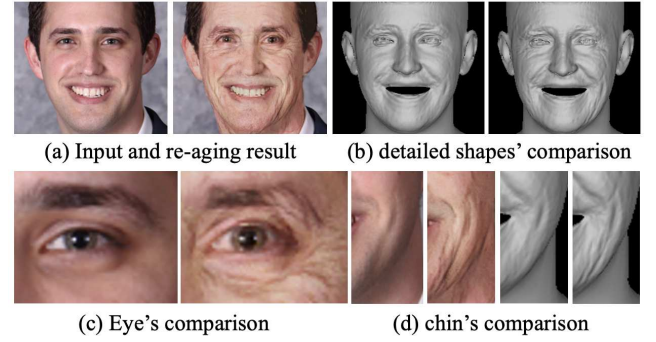 (a) Input and re-aging result
(b) detailed shapes' comparison
(c) Eye's comparison
(d) chin's comparison